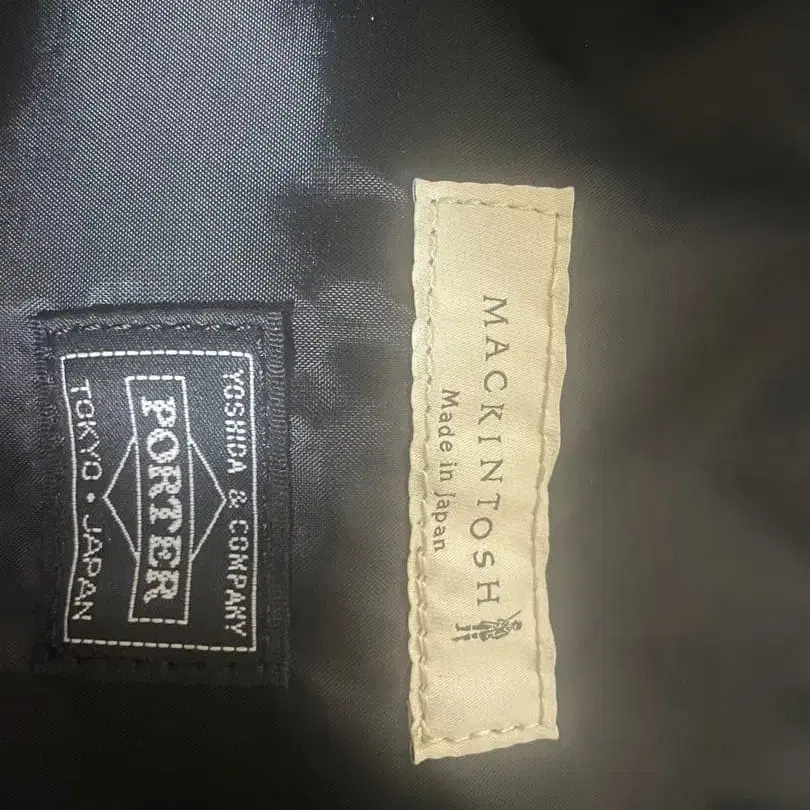 MACKINTOSH
Made in Japan
YOSHIDA & COMPANY
PORTER
TOKYO • JAPAN